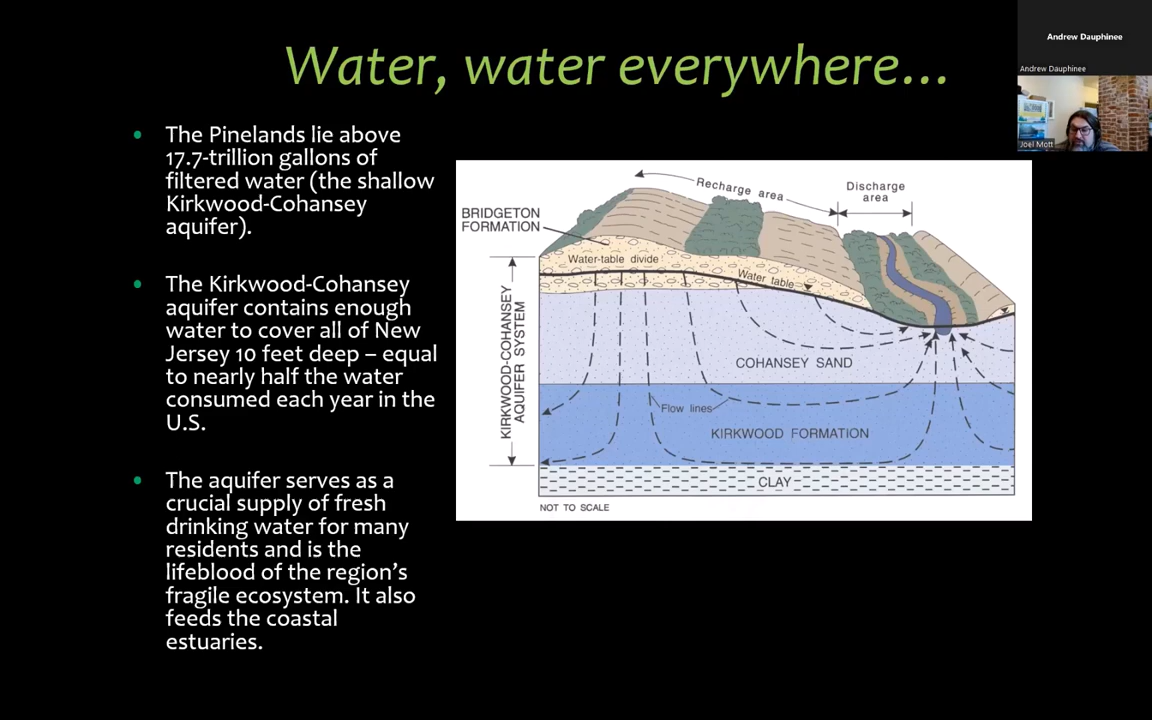 Water, water everywhere...
Andrew Dauphinee
Andrew Dauphinee
Joel Mott
• The Pinelands lie above
17.7-trillion gallons of
filtered water (the shallow
Kirkwood-Cohansey
aquifer).
• The Kirkwood-Cohansey
aquifer contains enough
water to cover all of New
Jersey 10 feet deep – equal
to nearly half the water
consumed each year in the
U.S.
• The aquifer serves as a
crucial supply of fresh
drinking water for many
residents and is the
lifeblood of the region's
fragile ecosystem. It also
feeds the coastal
estuaries.
Recharge area
Discharge
area
BRIDGETON
FORMATION
Water-table divide
Water table
KIRKWOOD-COHANSEY
AQUIFER SYSTEM
COHANSEY SAND
Flow lines
KIRKWOOD FORMATION
CLAY
NOT TO SCALE